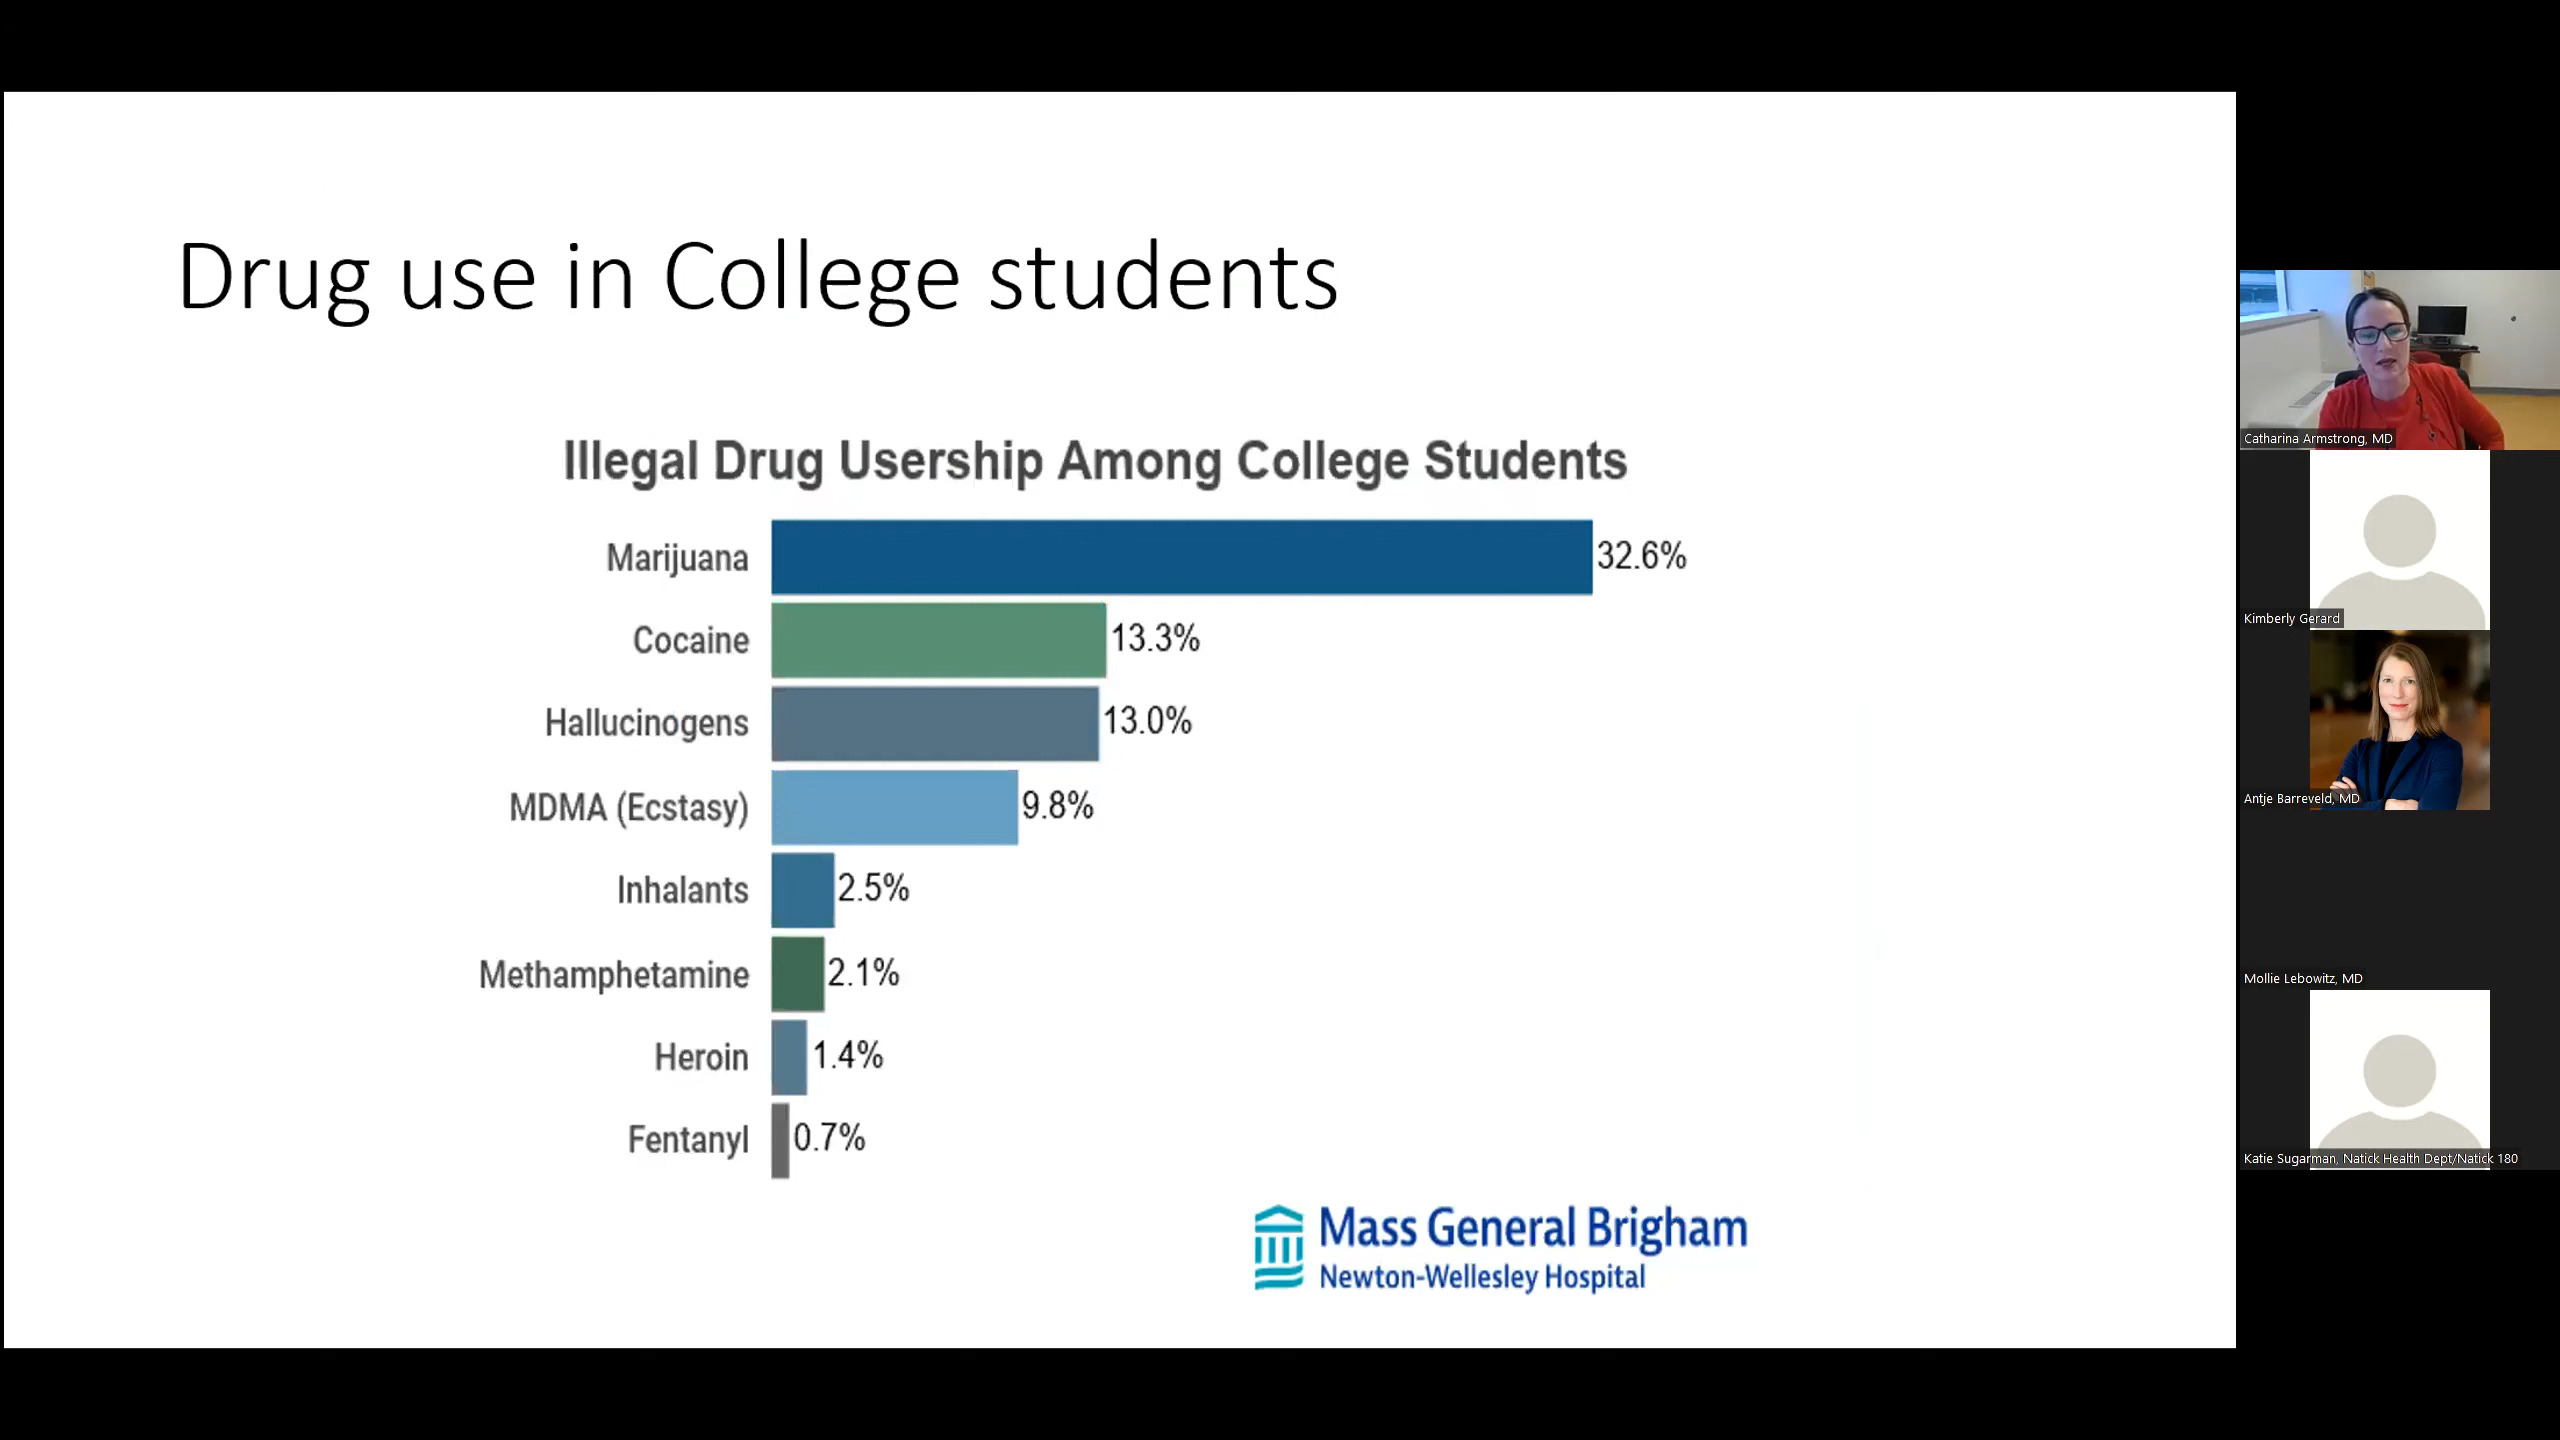 Drug use in College students
Illegal Drug Usership Among College Students
Marijuana 32.6%
Cocaine 13.3%
Hallucinogens 13.0%
MDMA (Ecstasy) 9.8%
Inhalants 2.5%
Methamphetamine 2.1%
Heroin 1.4%
Fentanyl 0.7%
Mass General Brigham
Newton-Wellesley Hospital
Catharina Armstrong, MD
Kimberly Gerard
Antje Barreveld, MD
Mollie Lebowitz, MD
Katie Sugarman, Natick Health Dept/Natick 180